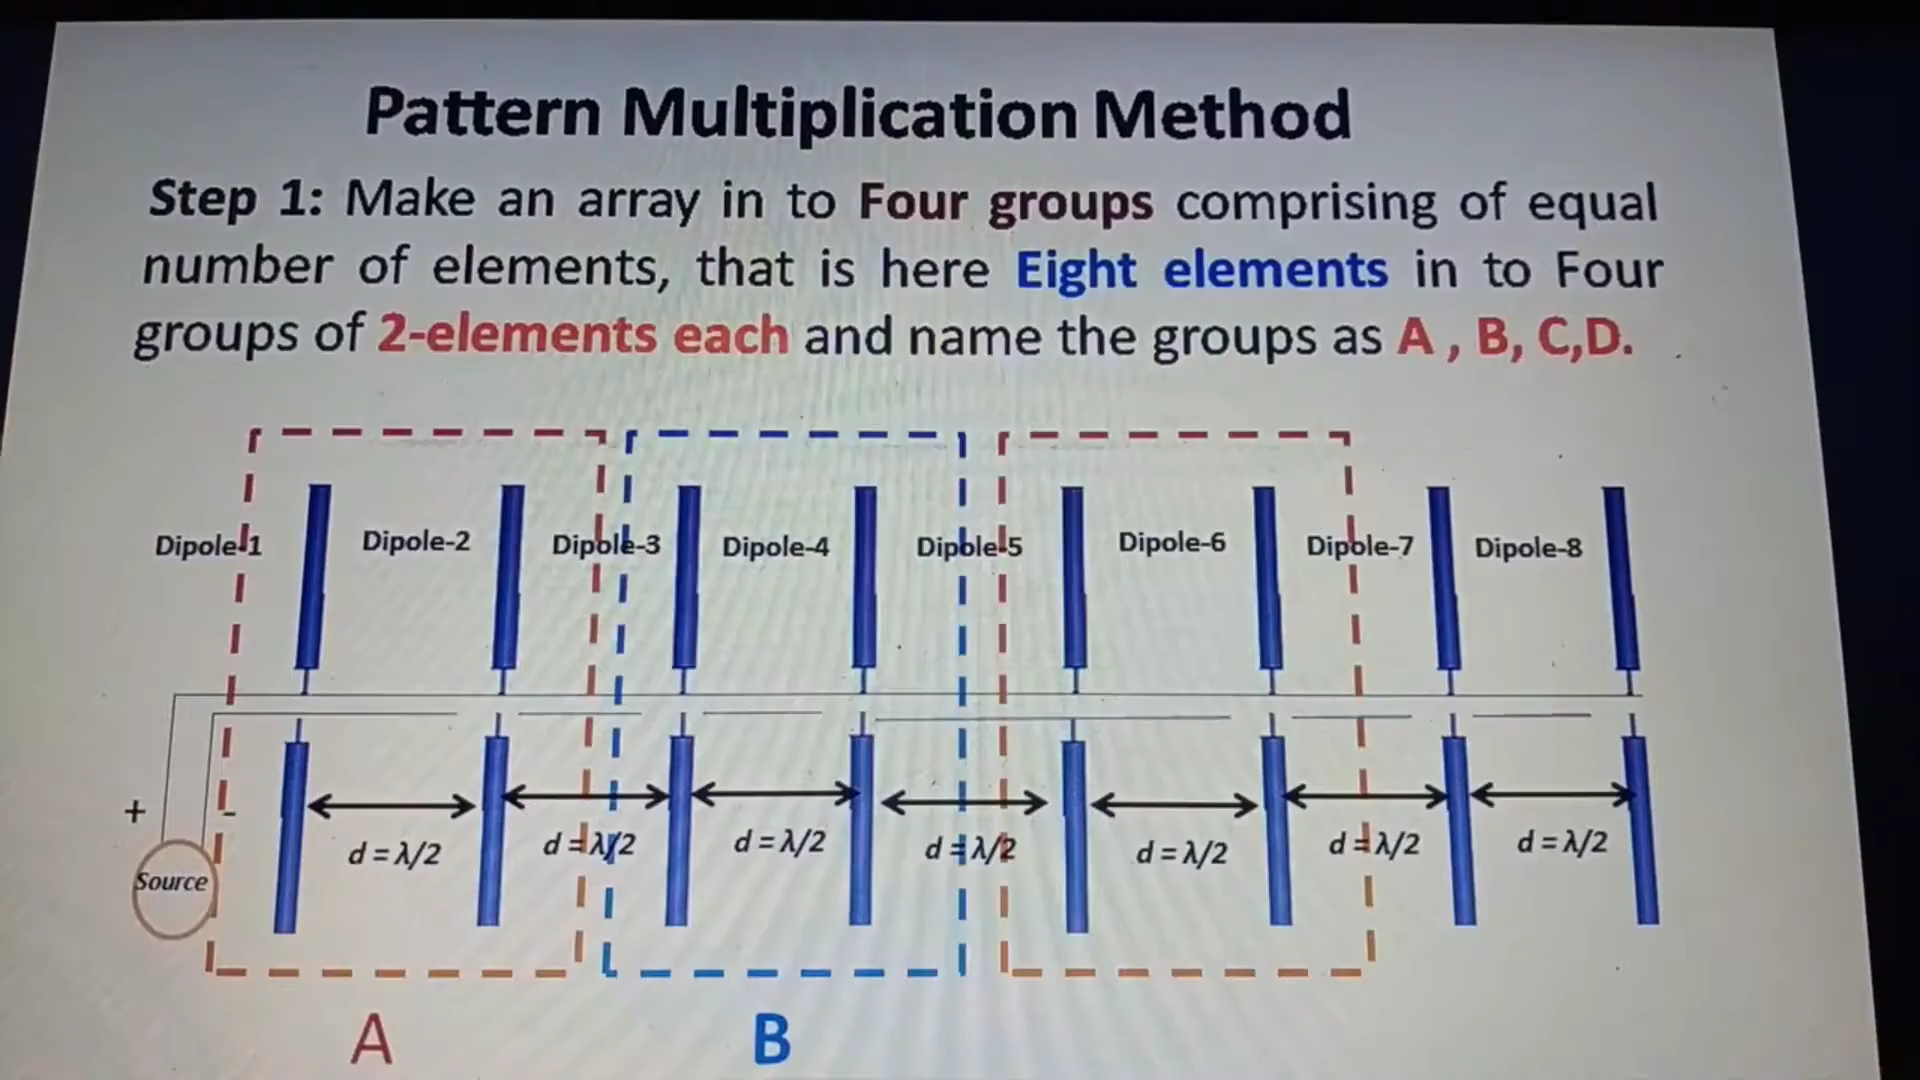 Pattern Multiplication Method
Step 1: Make an array in to Four groups comprising of equal
number of elements, that is here Eight elements in to Four
groups of 2-elements each and name the groups as A , B, C,D.
Dipole-1 Dipole-2 Dipole-3 Dipole-4 Dipole-5 Dipole-6 Dipole-7 Dipole-8
+ -
d = λ/2 d = λ/2 d = λ/2 d = λ/2 d = λ/2 d = λ/2 d = λ/2
Source
A B